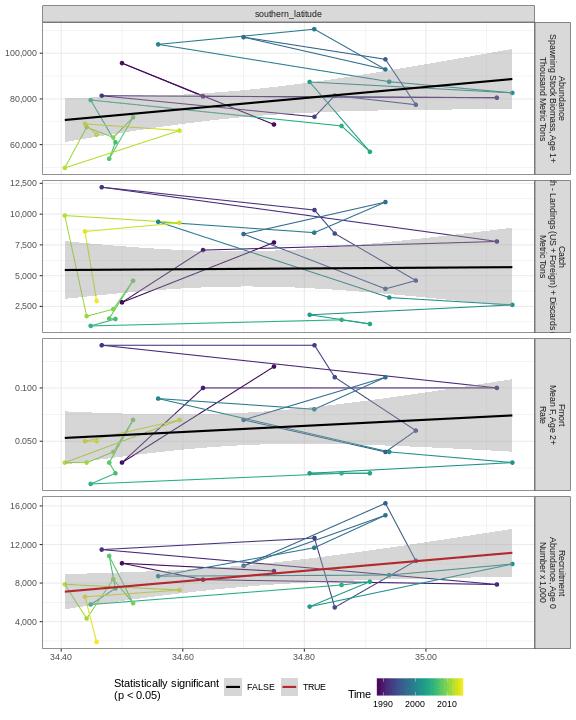 southern_latitude
100,000
80,000
60,000
Abundance
Spawning Stock Biomass, Age 1+
Thousand Metric Tons
12,500
10,000
7,500
5,000
2,500
Catch
h - Landings (US + Foreign) + Discards
Metric Tons
0.100
0.050
Fmort
Mean F, Age 2+
Rate
16,000
12,000
8,000
4,000
Recruitment
Abundance, Age 0
Number x 1,000
34.40
34.60
34.80
35.00
Statistically significant
(p < 0.05)
FALSE
TRUE
Time
1990
2000
2010